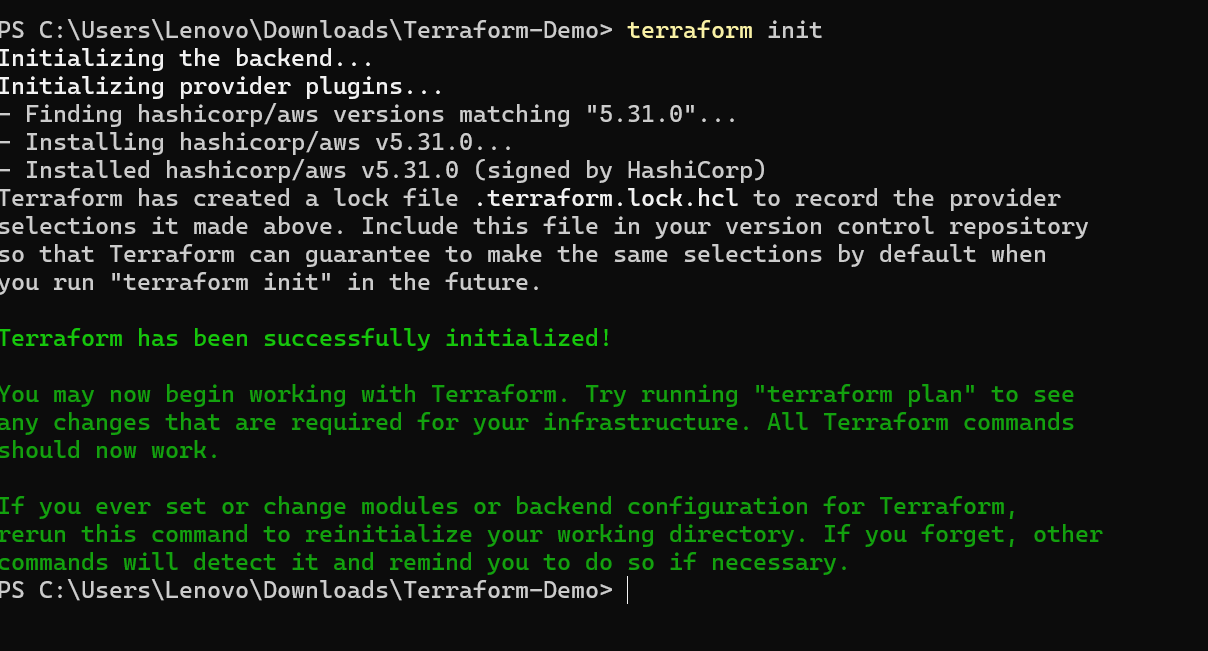 PS C:\Users\Lenovo\Downloads\Terraform-Demo> terraform init
Initializing the backend...
Initializing provider plugins...
- Finding hashicorp/aws versions matching "5.31.0"...
- Installing hashicorp/aws v5.31.0...
- Installed hashicorp/aws v5.31.0 (signed by HashiCorp)
Terraform has created a lock file .terraform.lock.hcl to record the provider
selections it made above. Include this file in your version control repository
so that Terraform can guarantee to make the same selections by default when
you run "terraform init" in the future.

Terraform has been successfully initialized!

You may now begin working with Terraform. Try running "terraform plan" to see
any changes that are required for your infrastructure. All Terraform commands
should now work.

If you ever set or change modules or backend configuration for Terraform,
rerun this command to reinitialize your working directory. If you forget, other
commands will detect it and remind you to do so if necessary.
PS C:\Users\Lenovo\Downloads\Terraform-Demo>